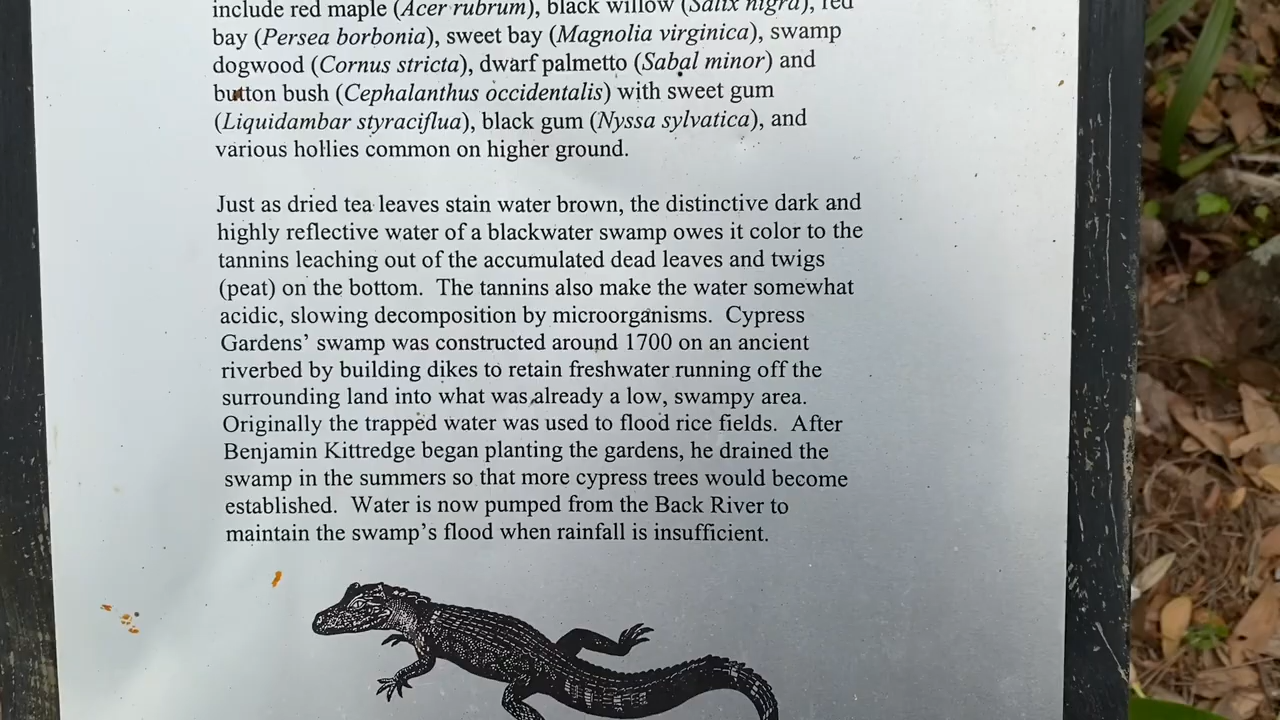 include red maple (Acer rubrum), black willow (Salix nigra), red
bay (Persea borbonia), sweet bay (Magnolia virginica), swamp
dogwood (Cornus stricta), dwarf palmetto (Sabal minor) and
button bush (Cephalanthus occidentalis) with sweet gum
(Liquidambar styraciflua), black gum (Nyssa sylvatica), and
various hollies common on higher ground.
Just as dried tea leaves stain water brown, the distinctive dark and
highly reflective water of a blackwater swamp owes it color to the
tannins leaching out of the accumulated dead leaves and twigs
(peat) on the bottom.  The tannins also make the water somewhat
acidic, slowing decomposition by microorganisms.  Cypress
Gardens’ swamp was constructed around 1700 on an ancient
riverbed by building dikes to retain freshwater running off the
surrounding land into what was already a low, swampy area.
Originally the trapped water was used to flood rice fields.  After
Benjamin Kittredge began planting the gardens, he drained the
swamp in the summers so that more cypress trees would become
established.  Water is now pumped from the Back River to
maintain the swamp’s flood when rainfall is insufficient.